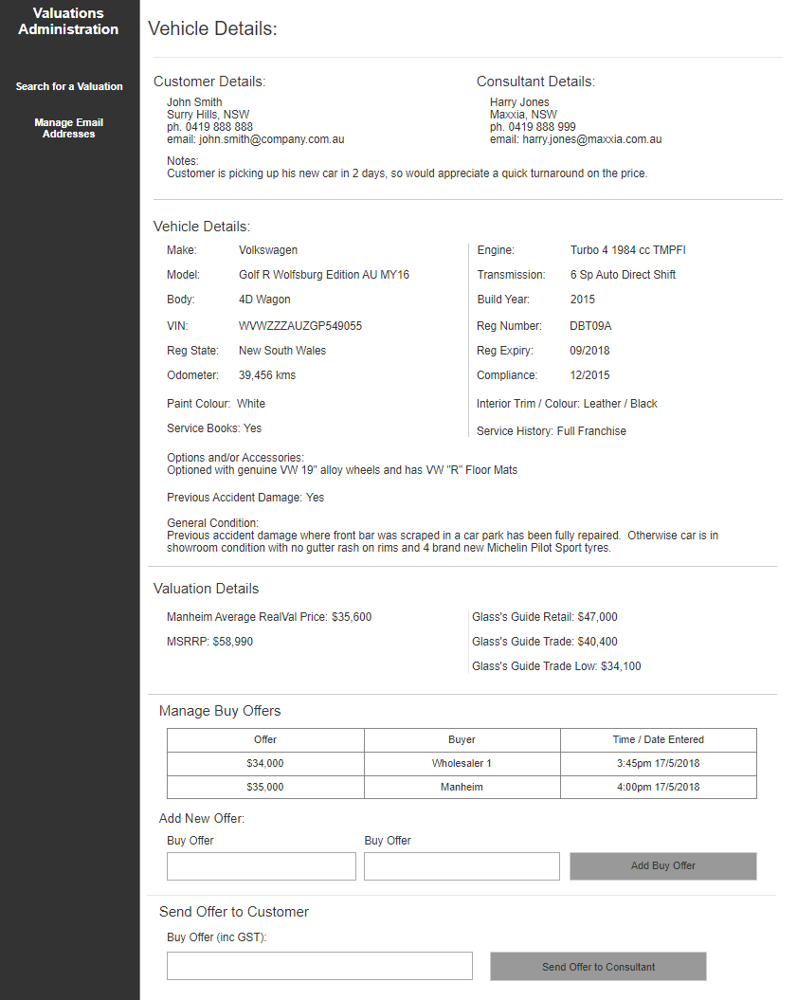 Valuations
Administration
Search for a Valuation
Manage Email
Addresses
Vehicle Details:
Customer Details:
John Smith
Surry Hills, NSW
ph. 0419 888 888
email: john.smith@company.com.au
Consultant Details:
Harry Jones
Maxxia, NSW
ph. 0419 888 999
email: harry.jones@maxxia.com.au
Notes:
Customer is picking up his new car in 2 days, so would appreciate a quick turnaround on the price.
Vehicle Details:
Make: Volkswagen
Model: Golf R Wolfsburg Edition AU MY16
Body: 4D Wagon
VIN: WVWZZZAUZGP549055
Reg State: New South Wales
Odometer: 39,456 kms
Paint Colour: White
Service Books: Yes
Engine: Turbo 4 1984 cc TMPFI
Transmission: 6 Sp Auto Direct Shift
Build Year: 2015
Reg Number: DBT09A
Reg Expiry: 09/2018
Compliance: 12/2015
Interior Trim / Colour: Leather / Black
Service History: Full Franchise
Options and/or Accessories:
Optioned with genuine VW 19" alloy wheels and has VW "R" Floor Mats
Previous Accident Damage: Yes
General Condition:
Previous accident damage where front bar was scraped in a car park has been fully repaired.  Otherwise car is in
showroom condition with no gutter rash on rims and 4 brand new Michelin Pilot Sport tyres.
Valuation Details
Manheim Average RealVal Price: $35,600
MSRRP: $58,990
Glass's Guide Retail: $47,000
Glass's Guide Trade: $40,400
Glass's Guide Trade Low: $34,100
Manage Buy Offers
Offer Buyer Time / Date Entered
$34,000 Wholesaler 1 3:45pm 17/5/2018
$35,000 Manheim 4:00pm 17/5/2018
Add New Offer:
Buy Offer Buy Offer
Add Buy Offer
Send Offer to Customer
Buy Offer (inc GST):
Send Offer to Consultant